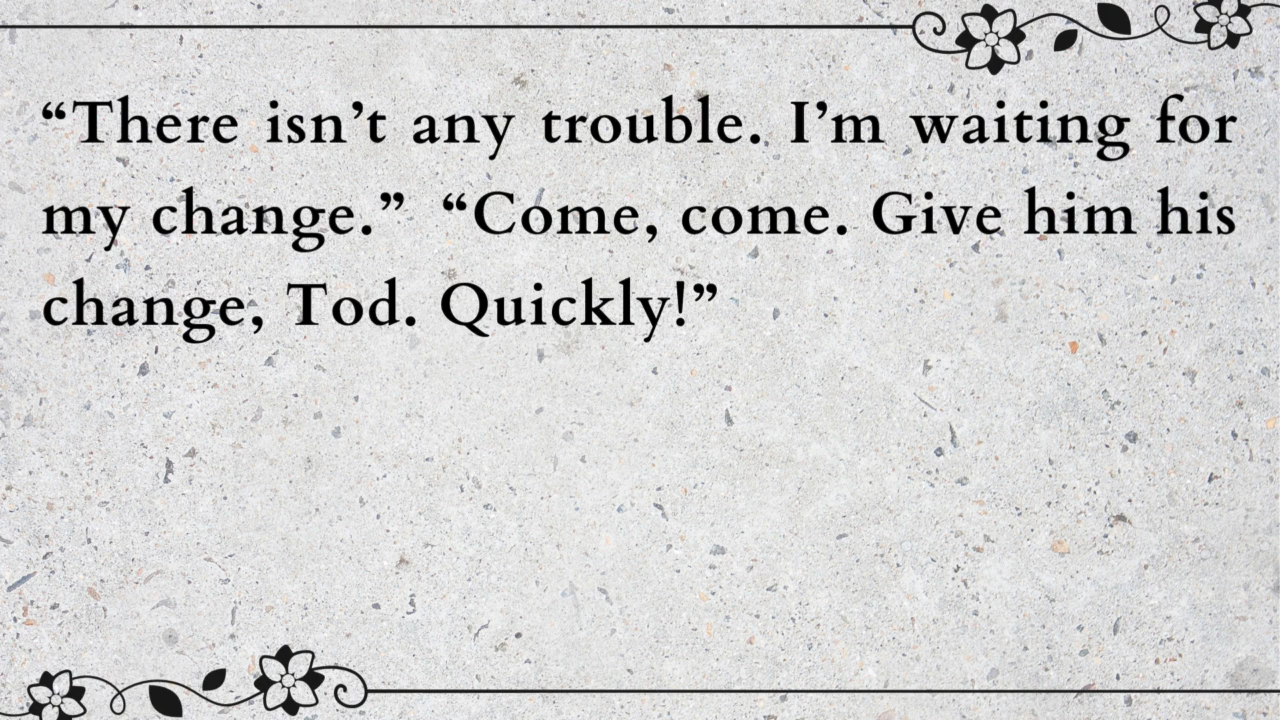 “There isn’t any trouble. I’m waiting for
my change.” “Come, come. Give him his
change, Tod. Quickly!”